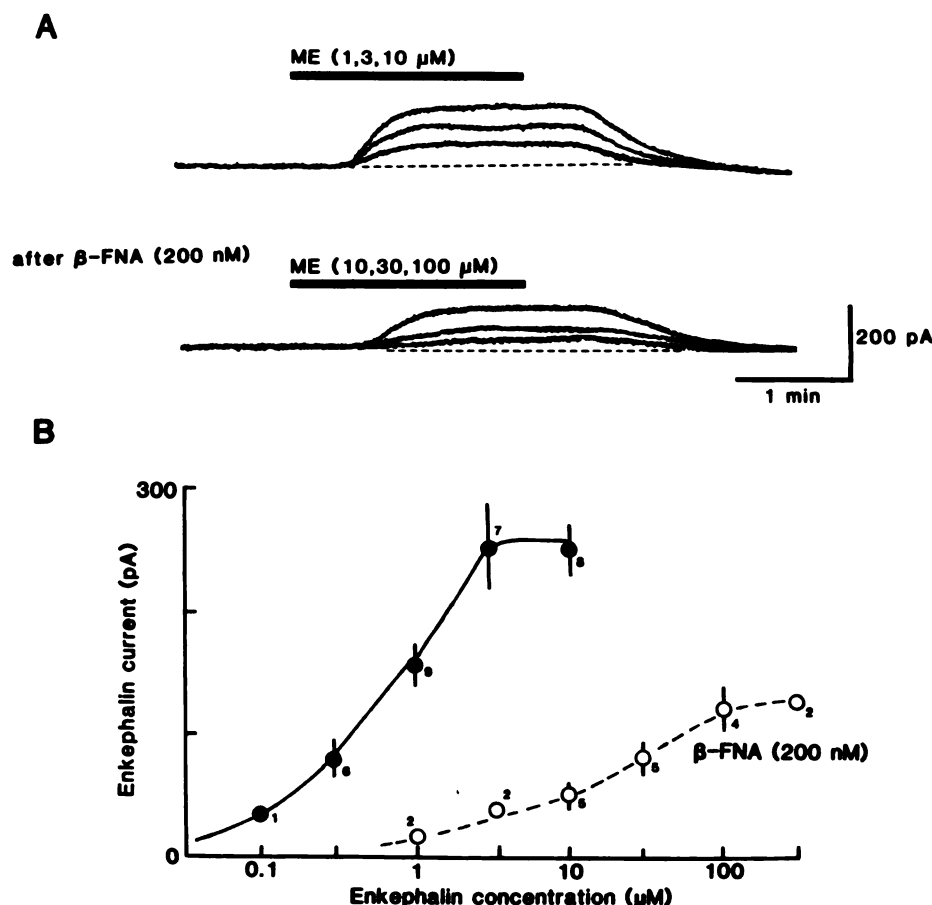 A
ME (1,3,10 µM)
after β-FNA (200 nM)
ME (10,30,100 µM)
200 pA
1 min
B
300
7
8
9
6
1
4
2
β-FNA (200 nM)
5
2
5
2
0
0.1
1
10
100
Enkephalin current (pA)
Enkephalin concentration (µM)